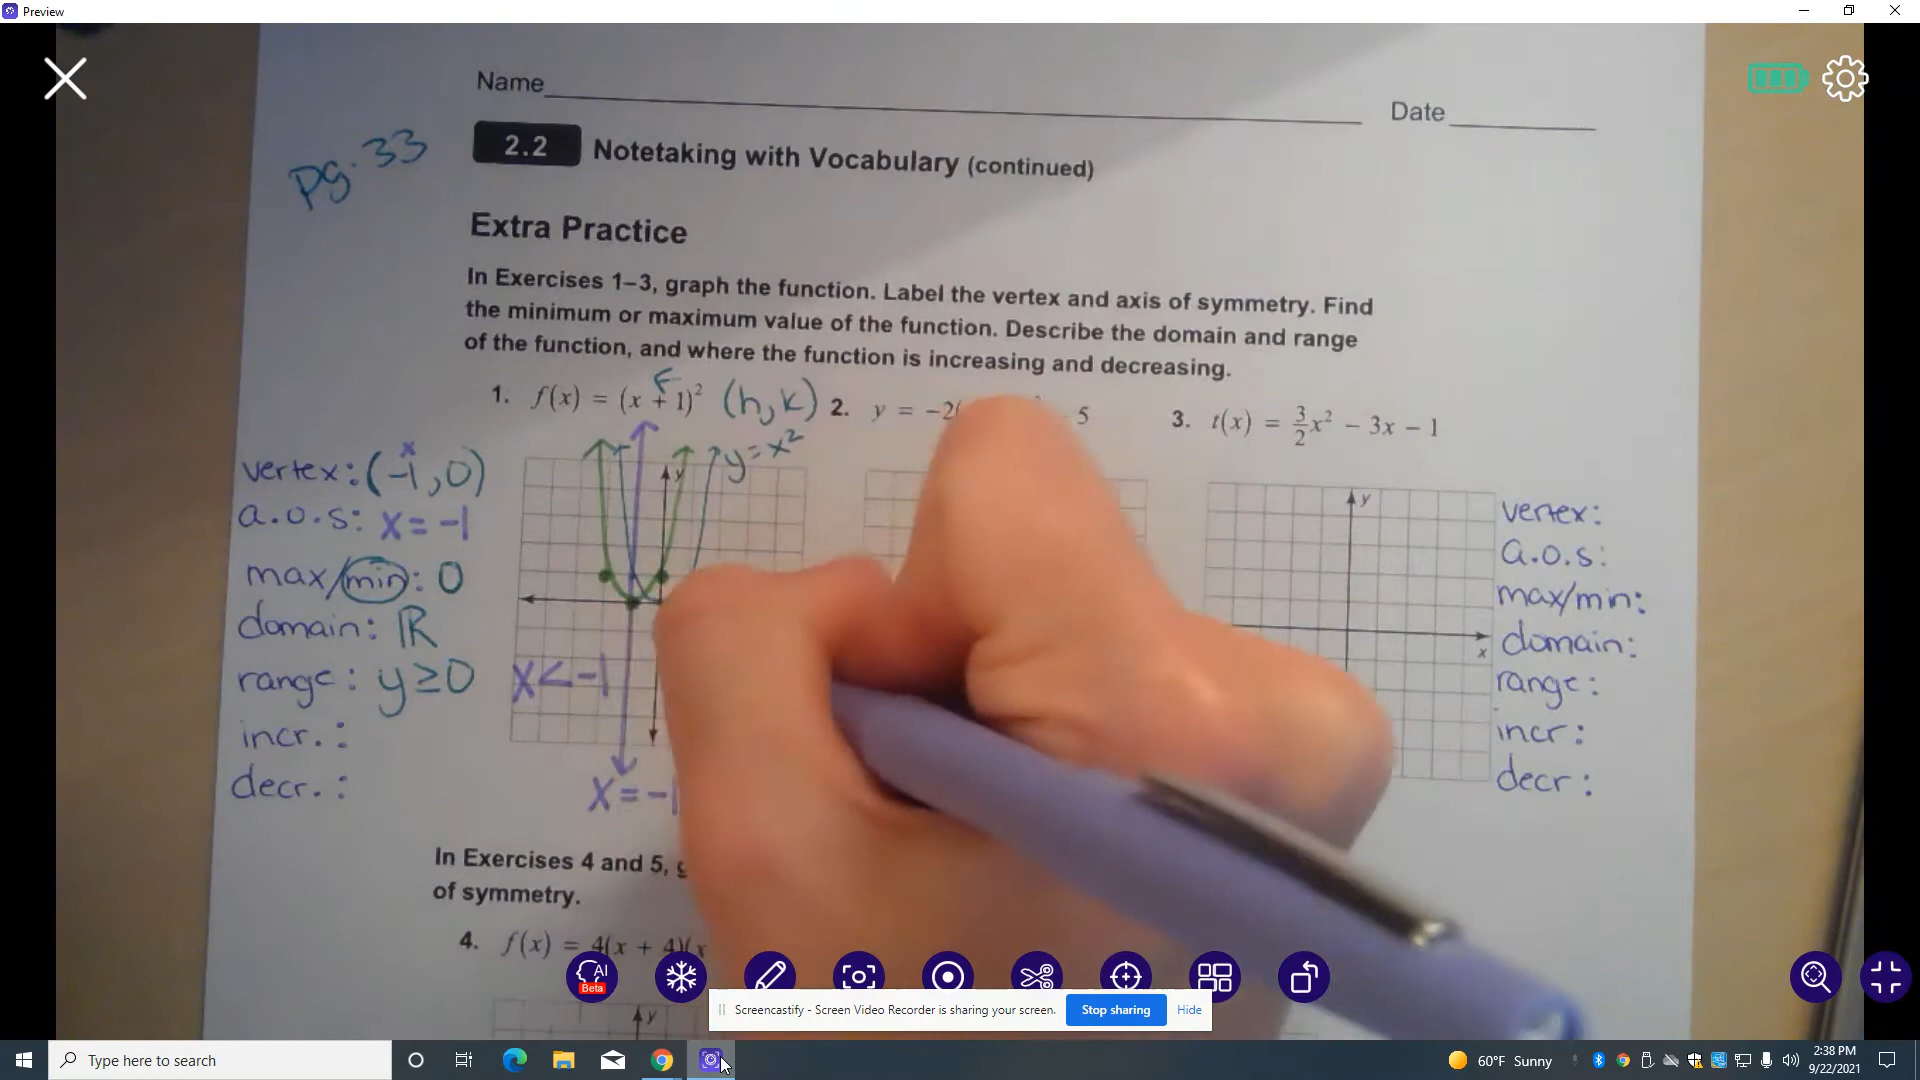 Preview
Name
Date
pg. 33
2.2 Notetaking with Vocabulary (continued)
Extra Practice
In Exercises 1–3, graph the function. Label the vertex and axis of symmetry. Find
the minimum or maximum value of the function. Describe the domain and range
of the function, and where the function is increasing and decreasing.
1. f(x) = (x + 1)² (h, k)
2. y = −2( 5
3. t(x) = 3/2 x² − 3x − 1
y = x²
y
vertex: (-1, 0)
x
a.o.s: x = -1
max/min: 0
domain: ℝ
range: y ≥ 0
incr. :
decr. :
x < -1
x = -1
y
x
vertex:
a.o.s:
max/min:
domain:
range:
incr:
decr:
In Exercises 4 and 5,
of symmetry.
4. f(x) = 4(x + 4)(x
y
AI
Beta
Screencastify - Screen Video Recorder is sharing your screen. Stop sharing Hide
Type here to search
60°F Sunny
2:38 PM
9/22/2021